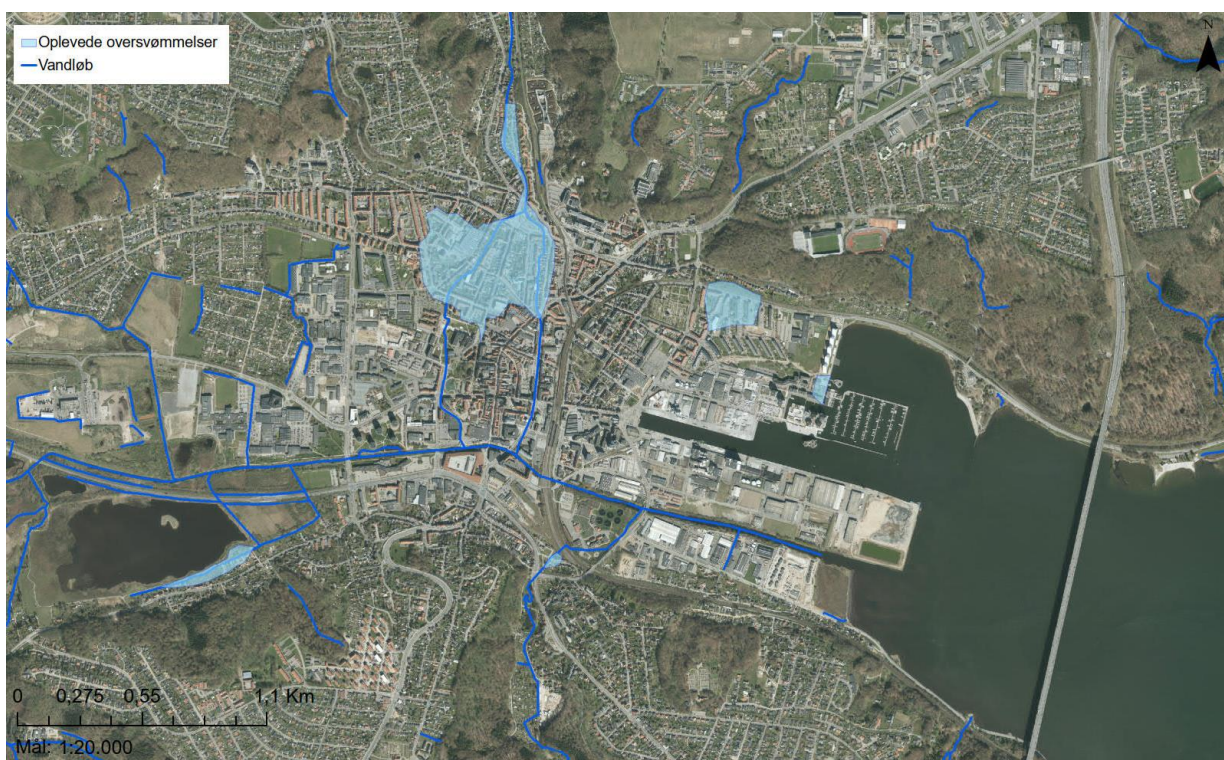 Oplevede oversvømmelser
Vandløb
N
0 0,275 0,55 1,1 Km
Mål: 1:20.000